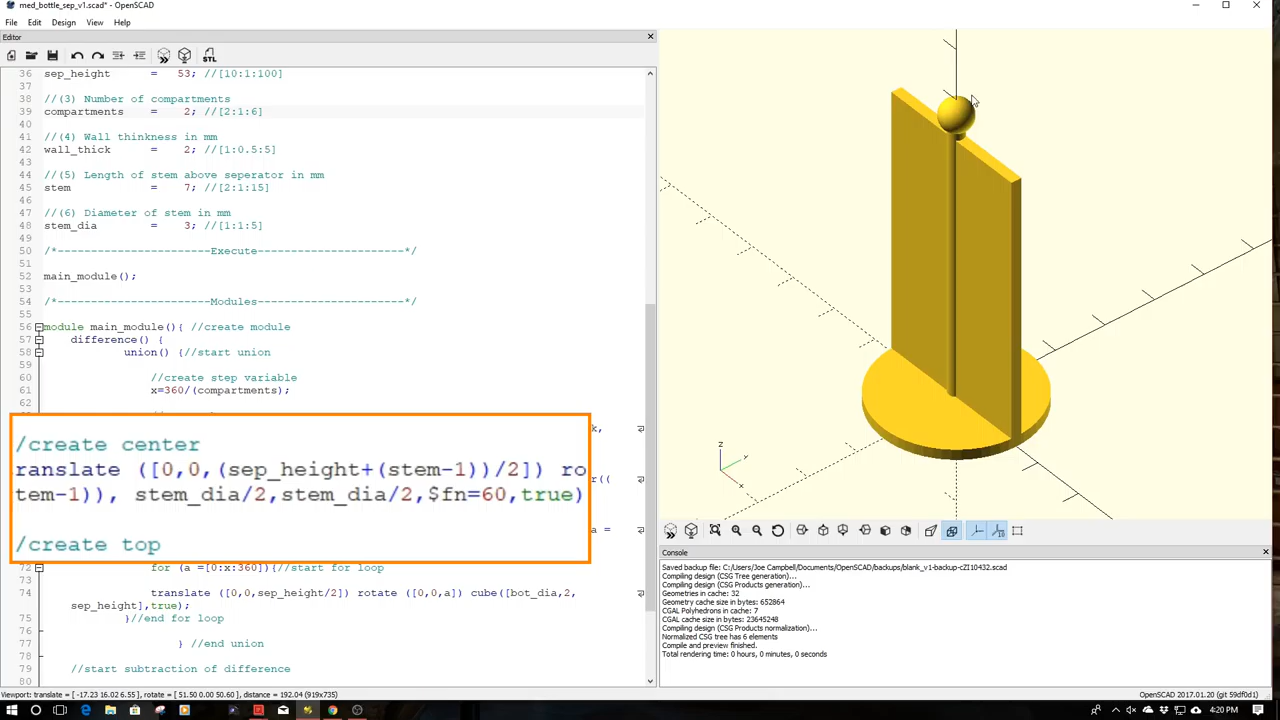 med_bottle_sep_v1.scad* - OpenSCAD
File Edit Design View Help
Editor
STL
36 sep_height = 53; //[10:1:100]
37
38 //(3) Number of compartments
39 compartments = 2; //[2:1:6]
40
41 //(4) Wall thinkness in mm
42 wall_thick = 2; //[1:0.5:5]
43
44 //(5) Length of stem above seperator in mm
45 stem = 7; //[2:1:15]
46
47 //(6) Diameter of stem in mm
48 stem_dia = 3; //[1:1:5]
49
50 /*-----------------------Execute----------------------*/
51
52 main_module();
53
54 /*-----------------------Modules----------------------*/
55
56 module main_module(){ //create module
57 difference() {
58 union() {//start union
59
60 //create step variable
61 x=360/(compartments);
62
/create center
ranslate ([0,0,(sep_height+(stem-1))/2]) ro
tem-1)), stem_dia/2,stem_dia/2,$fn=60,true)
/create top
72 for (a =[0:x:360]){//start for loop
73
74 translate ([0,0,sep_height/2]) rotate ([0,0,a]) cube([bot_dia,2,
sep_height],true);
75 }//end for loop
76
77 } //end union
78
79 //start subtraction of difference
80
z
y
x
Console
Saved backup file: C:/Users/Joe Campbell/Documents/OpenSCAD/backups/blank_v1-backup-cZI10432.scad
Compiling design (CSG Tree generation)...
Compiling design (CSG Products generation)...
Geometries in cache: 32
Geometry cache size in bytes: 652864
CGAL Polyhedrons in cache: 7
CGAL cache size in bytes: 23645248
Compiling design (CSG Products normalization)...
Normalized CSG tree has 6 elements
Compile and preview finished.
Total rendering time: 0 hours, 0 minutes, 0 seconds
Viewport: translate = [ -17.23 16.02 6.55 ], rotate = [ 51.50 0.00 50.60 ], distance = 192.04 (919x735)
OpenSCAD 2017.01.20 (git 59df0d1)
4:20 PM